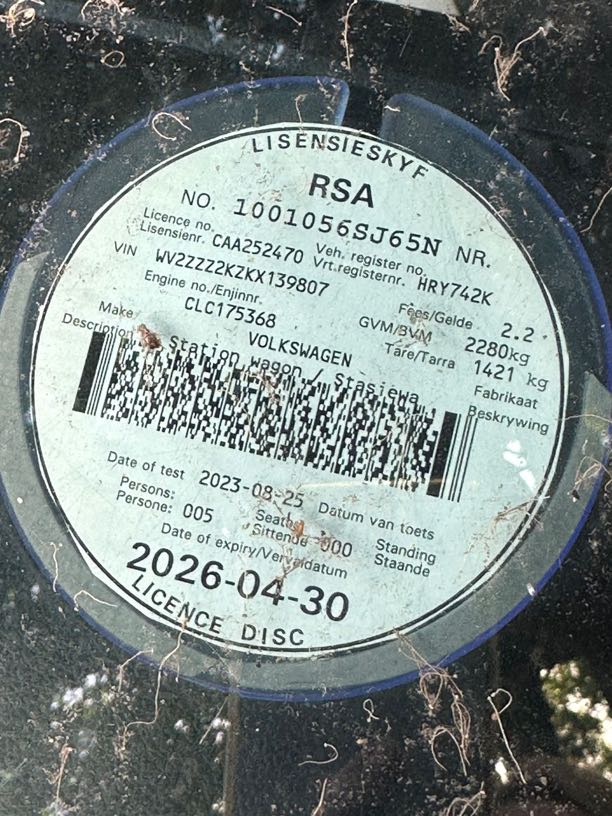 LISENSIESKYF
RSA
NO. 1001056SJ65N NR.
Licence no. Veh. register no.
Lisensienr. CAA252470 Vrt.registernr. HRY742K
VIN WV2ZZZ2KZKX139807 Fees/Gelde 2.2
Engine no./Enjinnr. GVM/BVM 2280kg
CLC175368 Tare/Tarra 1421 kg
Make VOLKSWAGEN Fabrikaat
Description Station wagon / Stasiewa Beskrywing
Date of test 2023-08-25 Datum van toets
Persons: Seated Standing
Persone: 005 Sittende 000 Staande
Date of expiry/Vervaldatum
2026-04-30
LICENCE DISC